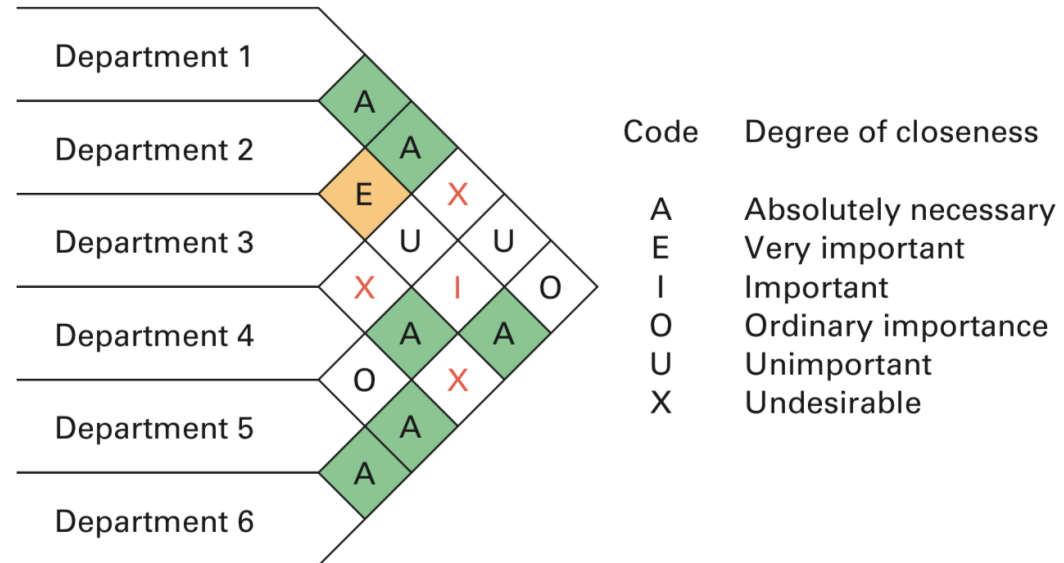 Department 1
A
Code Degree of closeness
A
Department 2
E X
A Absolutely necessary
Department 3
U U
E Very important
X I O
I Important
Department 4
A A
O Ordinary importance
U Unimportant
O X
X Undesirable
Department 5
A
A
Department 6